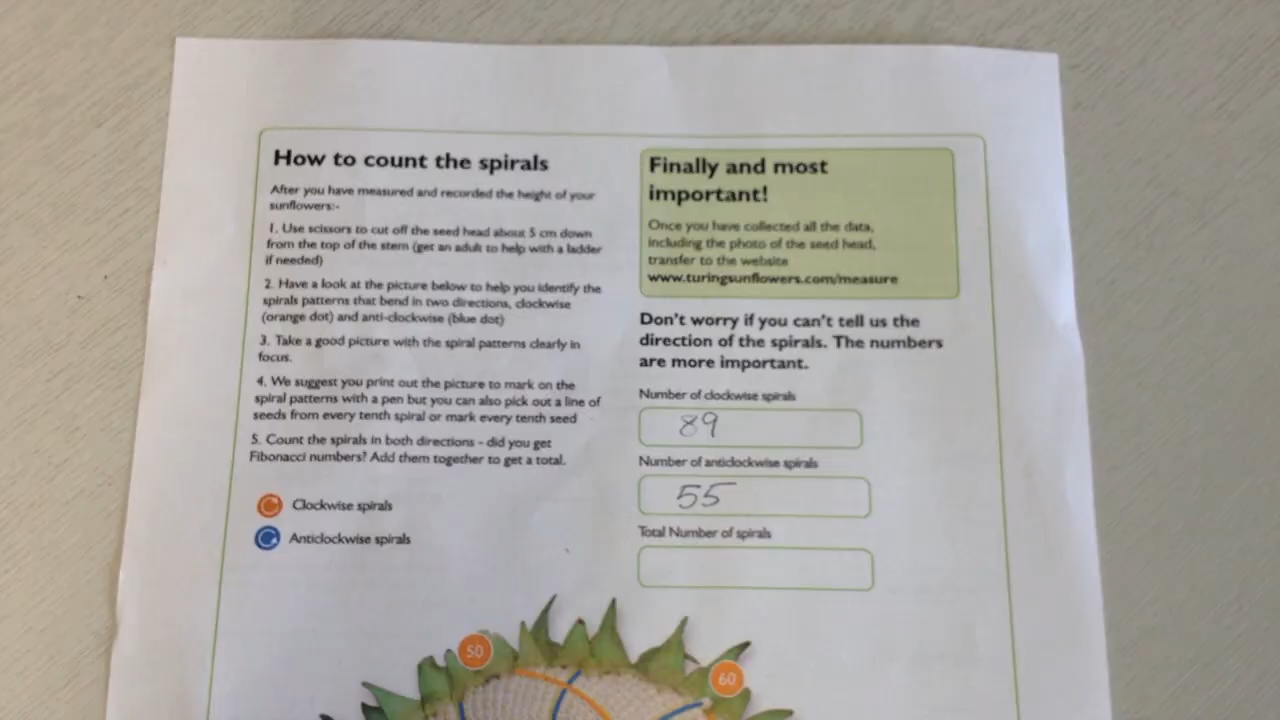 How to count the spirals
After you have measured and recorded the height of your
sunflowers:-
1. Use scissors to cut off the seed head about 5 cm down
from the top of the stem (get an adult to help with a ladder
if needed)
2. Have a look at the picture below to help you identify the
spirals patterns that bend in two directions, clockwise
(orange dot) and anti-clockwise (blue dot)
3. Take a good picture with the spiral patterns clearly in
focus.
4. We suggest you print out the picture to mark on the
spiral patterns with a pen but you can also pick out a line of
seeds from every tenth spiral or mark every tenth seed
5. Count the spirals in both directions - did you get
Fibonacci numbers? Add them together to get a total.
Clockwise spirals
Anticlockwise spirals
Finally and most
important!
Once you have collected all the data,
including the photo of the seed head,
transfer to the website
www.turingsunflowers.com/measure
Don't worry if you can't tell us the
direction of the spirals. The numbers
are more important.
Number of clockwise spirals
89
Number of anticlockwise spirals
55
Total Number of spirals
50
60